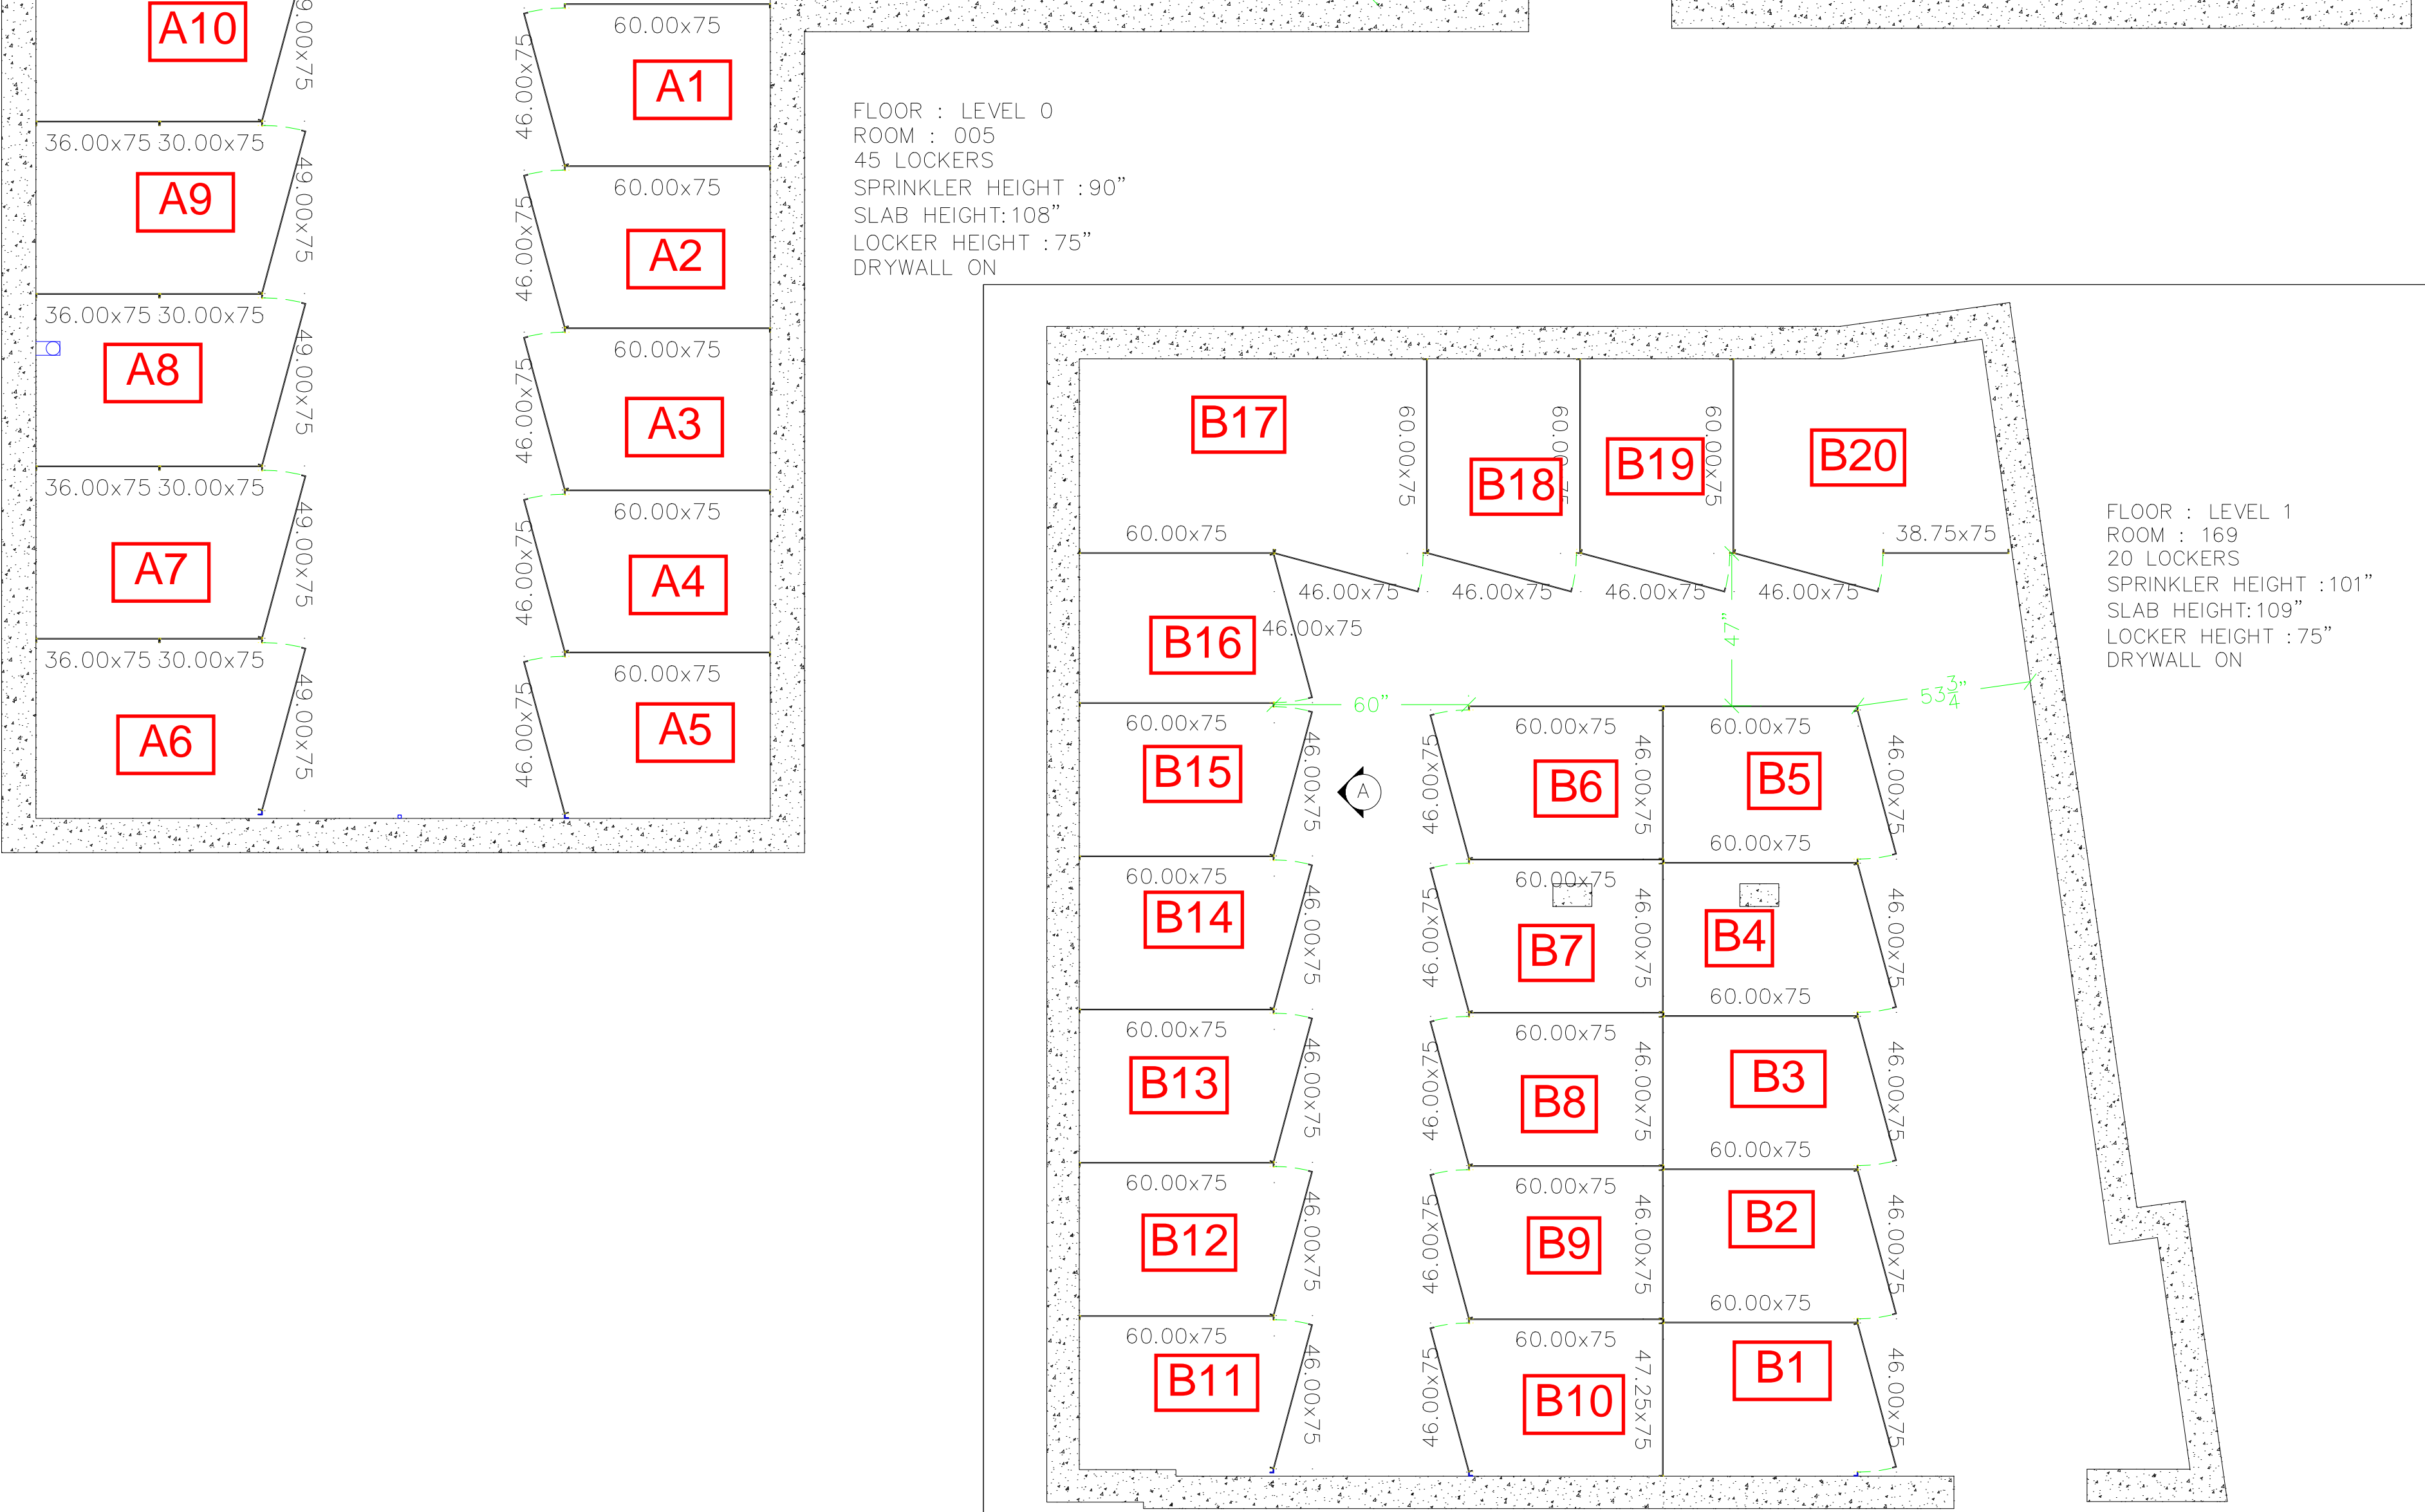 A10
9.00x75
36.00x75 30.00x75
A9
49.00x75
36.00x75 30.00x75
A8
49.00x75
36.00x75 30.00x75
A7
49.00x75
36.00x75 30.00x75
A6
49.00x75
60.00x75
A1
46.00x75
60.00x75
A2
46.00x75
60.00x75
A3
46.00x75
60.00x75
A4
46.00x75
60.00x75
A5
46.00x75
FLOOR : LEVEL 0
ROOM : 005
45 LOCKERS
SPRINKLER HEIGHT :90”
SLAB HEIGHT:108”
LOCKER HEIGHT :75”
DRYWALL ON
B17
60.00x75
60.00x75
46.00x75
B18
60.00x75
46.00x75
B19
60.00x75
46.00x75
B20
38.75x75
46.00x75
47”
53 3/4”
60”
B16
46.00x75
60.00x75
B15
46.00x75
A
60.00x75
B14
46.00x75
60.00x75
B13
46.00x75
60.00x75
B12
46.00x75
60.00x75
B11
46.00x75
60.00x75
46.00x75
B6
46.00x75
60.00x75
46.00x75
B7
46.00x75
60.00x75
46.00x75
B8
46.00x75
60.00x75
46.00x75
B9
46.00x75
60.00x75
46.00x75
B10
47.25x75
60.00x75
B5
46.00x75
60.00x75
B4
46.00x75
60.00x75
B3
46.00x75
60.00x75
B2
46.00x75
60.00x75
B1
46.00x75
FLOOR : LEVEL 1
ROOM : 169
20 LOCKERS
SPRINKLER HEIGHT :101”
SLAB HEIGHT:109”
LOCKER HEIGHT :75”
DRYWALL ON